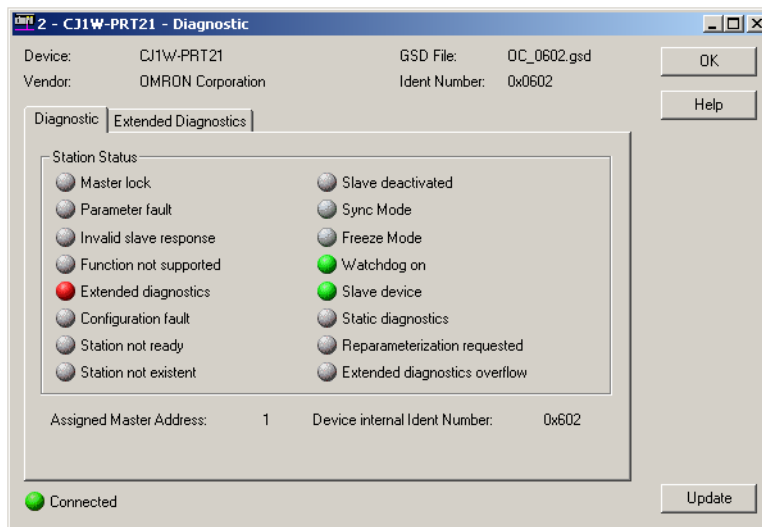 2 - CJ1W-PRT21 - Diagnostic
Device: CJ1W-PRT21 GSD File: OC_0602.gsd
Vendor: OMRON Corporation Ident Number: 0x0602
OK
Help
Diagnostic Extended Diagnostics
Station Status
Master lock Slave deactivated
Parameter fault Sync Mode
Invalid slave response Freeze Mode
Function not supported Watchdog on
Extended diagnostics Slave device
Configuration fault Static diagnostics
Station not ready Reparameterization requested
Station not existent Extended diagnostics overflow
Assigned Master Address: 1 Device internal Ident Number: 0x602
Connected
Update